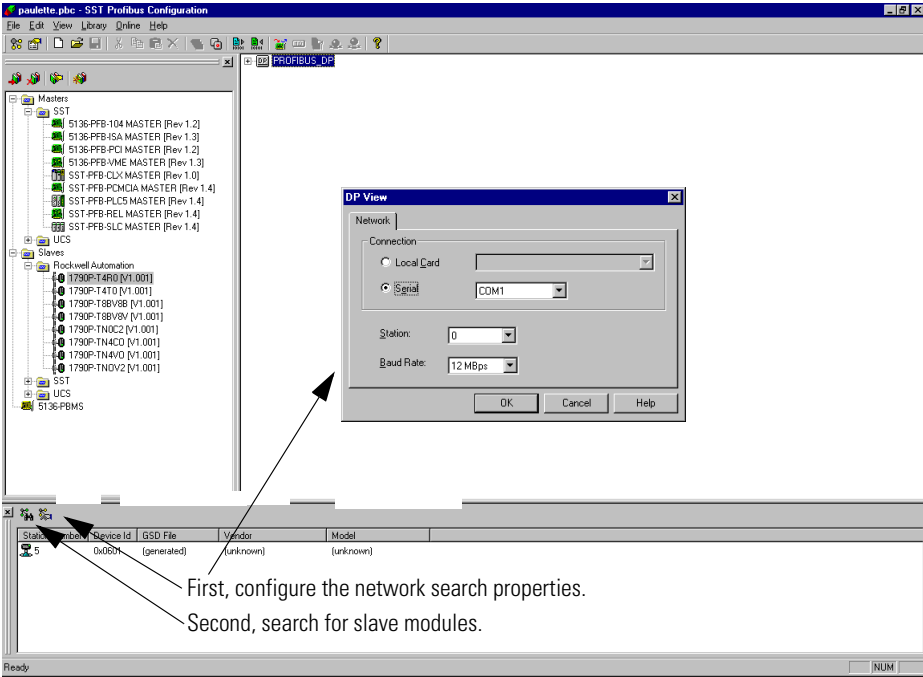 paulette.pbc - SST Profibus Configuration
File Edit View Library Online Help
PROFIBUS_DP
Masters
SST
5136-PFB-104 MASTER [Rev 1.2]
5136-PFB-ISA MASTER [Rev 1.3]
5136-PFB-PCI MASTER [Rev 1.2]
5136-PFB-VME MASTER [Rev 1.3]
SST-PFB-CLX MASTER [Rev 1.0]
SST-PFB-PCMCIA MASTER [Rev 1.4]
SST-PFB-PLC5 MASTER [Rev 1.4]
SST-PFB-REL MASTER [Rev 1.4]
SST-PFB-SLC MASTER [Rev 1.4]
UCS
Slaves
Rockwell Automation
1790P-T4R0 [V1.001]
1790P-T4T0 [V1.001]
1790P-T8BV8B [V1.001]
1790P-T8BV8V [V1.001]
1790P-TN0C2 [V1.001]
1790P-TN4C0 [V1.001]
1790P-TN4V0 [V1.001]
1790P-TN0V2 [V1.001]
SST
UCS
5136-PBMS
DP View
Network
Connection
Local Card
Serial COM1
Station: 0
Baud Rate: 12 MBps
OK Cancel Help
Station Number Device Id GSD File Vendor Model
5 0x0601 (generated) (unknown) (unknown)
First, configure the network search properties.
Second, search for slave modules.
Ready NUM